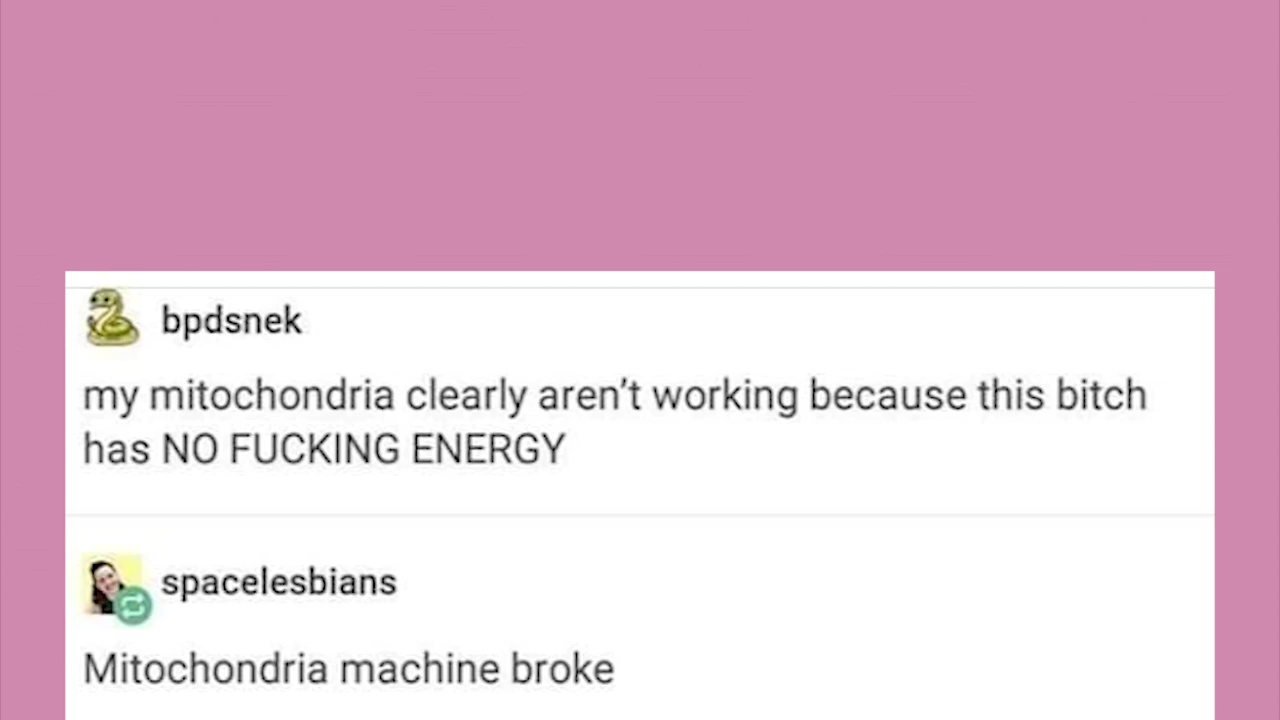 bpdsnek
my mitochondria clearly aren’t working because this bitch
has NO FUCKING ENERGY
spacelesbians
Mitochondria machine broke